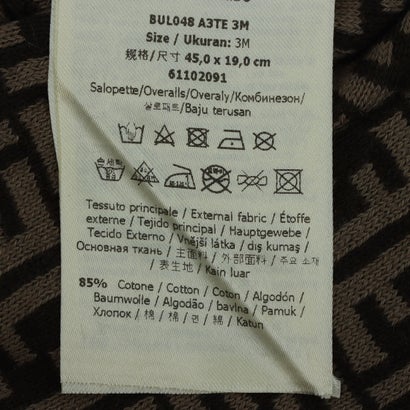 BUL048 A3TE 3M
Size / Ukuran: 3M
规格/尺寸 45,0 x 19,0 cm
61102091
Salopette/Overalls/Overaly/Комбинезон/
살로페트/Baju terusan
손세탁
Tessuto principale / External fabric / Étoffe
externe / Tejido principal / Hauptgewebe /
Tecido Externo / Vnější látka / dış kumaş /
Основная ткань / 主面料 / 外部面料 / 주요 소재
/ 表生地 / Kain luar
85% Cotone / Cotton / Coton / Algodón /
Baumwolle / Algodão / bavlna / Pamuk /
Хлопок / 棉 / 棉 / 면 / 綿 / Katun